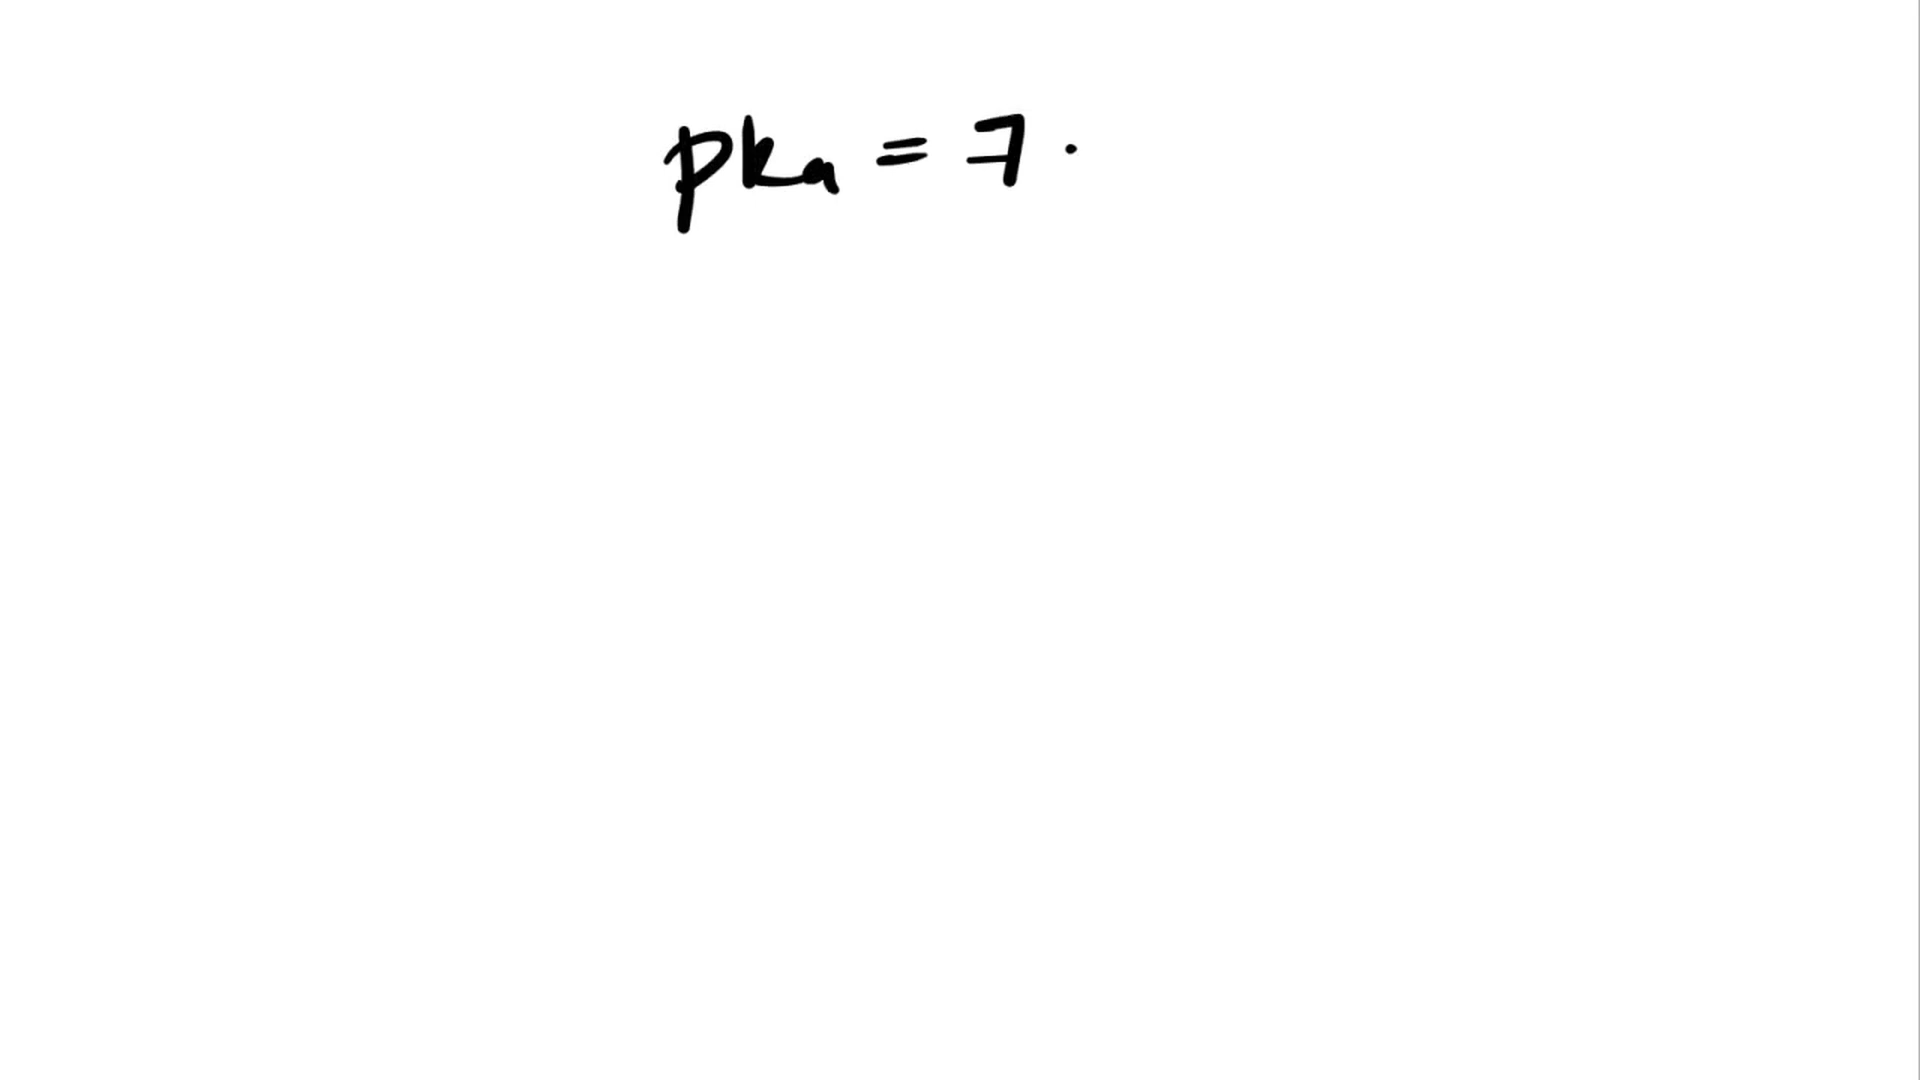 pka = 7.